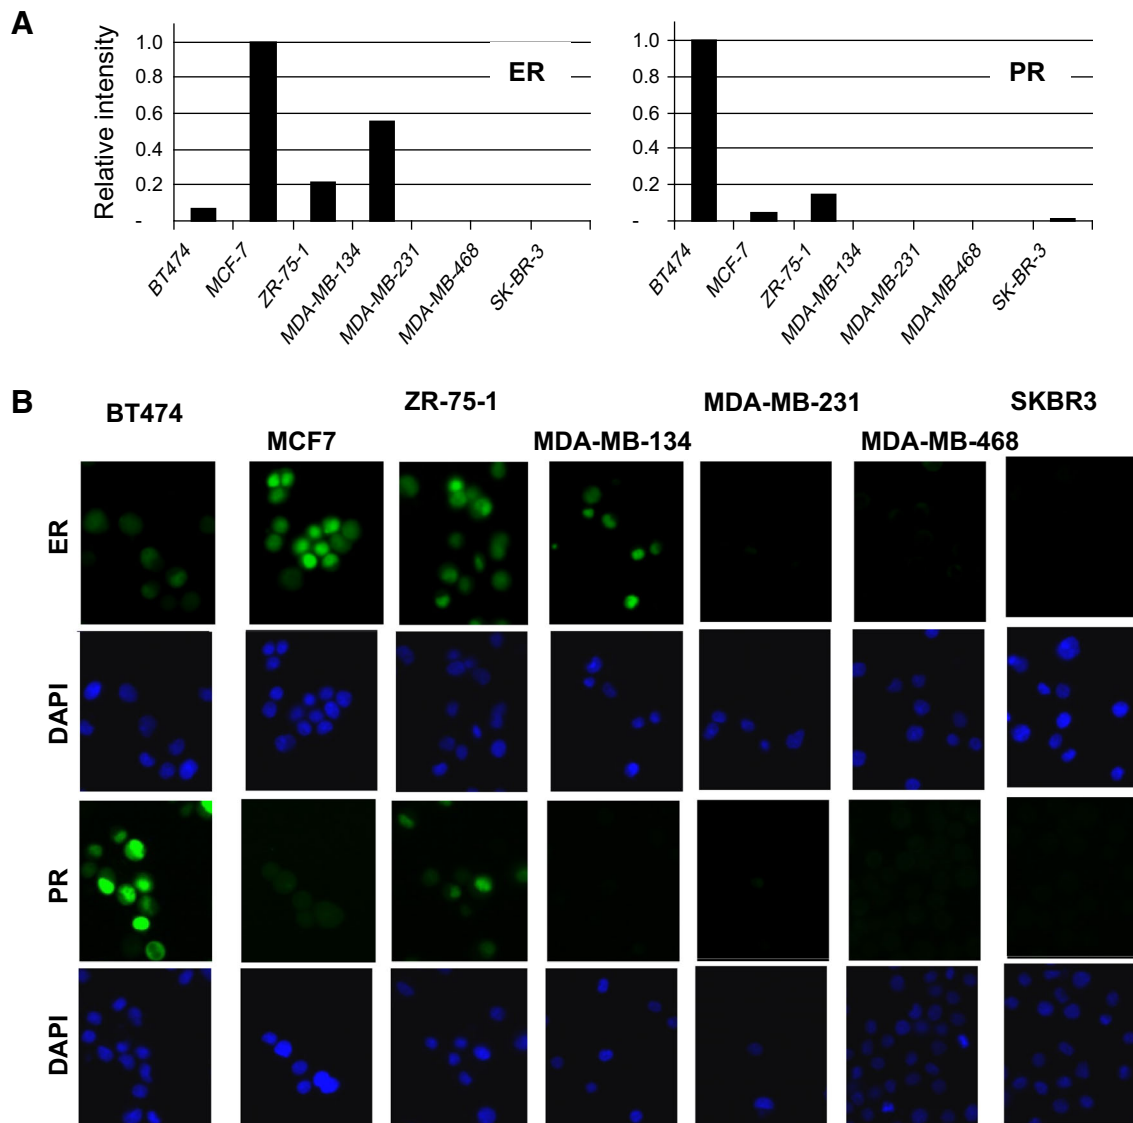 A
Relative intensity
1.0
0.8
0.6
0.4
0.2
-
ER
BT474
MCF-7
ZR-75-1
MDA-MB-134
MDA-MB-231
MDA-MB-468
SK-BR-3
1.0
0.8
0.6
0.4
0.2
-
PR
BT474
MCF-7
ZR-75-1
MDA-MB-134
MDA-MB-231
MDA-MB-468
SK-BR-3
B
BT474
MCF7
ZR-75-1
MDA-MB-134
MDA-MB-231
MDA-MB-468
SKBR3
ER
DAPI
PR
DAPI